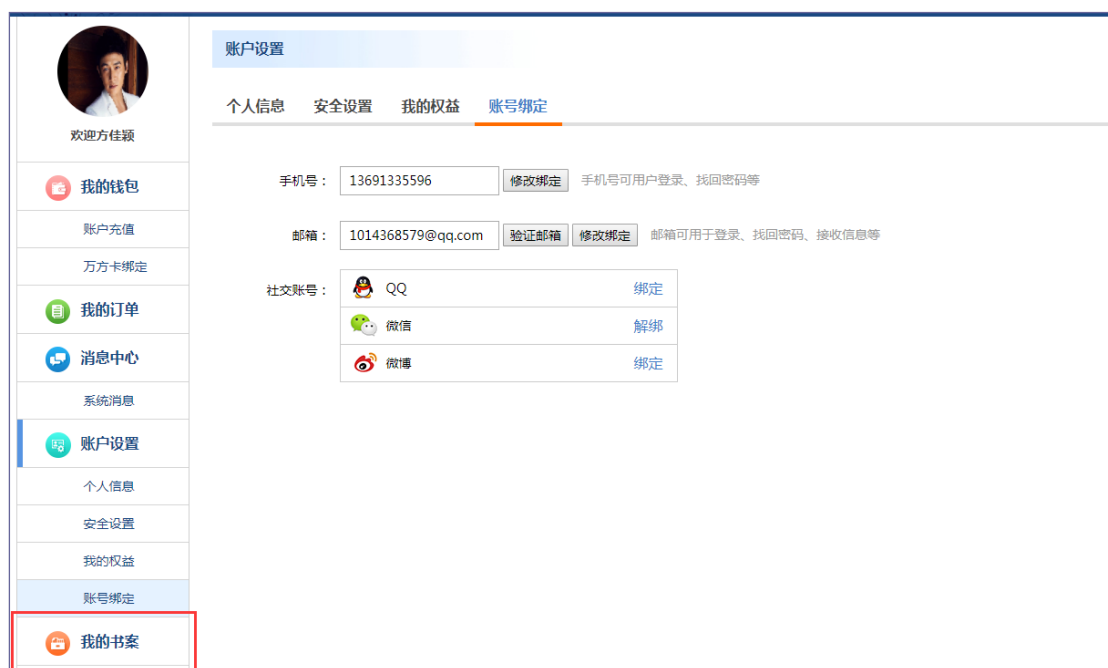 欢迎方佳颖
我的钱包
账户充值
万方卡绑定
我的订单
消息中心
系统消息
账户设置
个人信息
安全设置
我的权益
账号绑定
我的书案
账户设置
个人信息 安全设置 我的权益 账号绑定
手机号： 13691335596 修改绑定 手机号可用户登录、找回密码等
邮箱： 1014368579@qq.com 验证邮箱 修改绑定 邮箱可用于登录、找回密码、接收信息等
社交账号： QQ 绑定
微信 解绑
微博 绑定